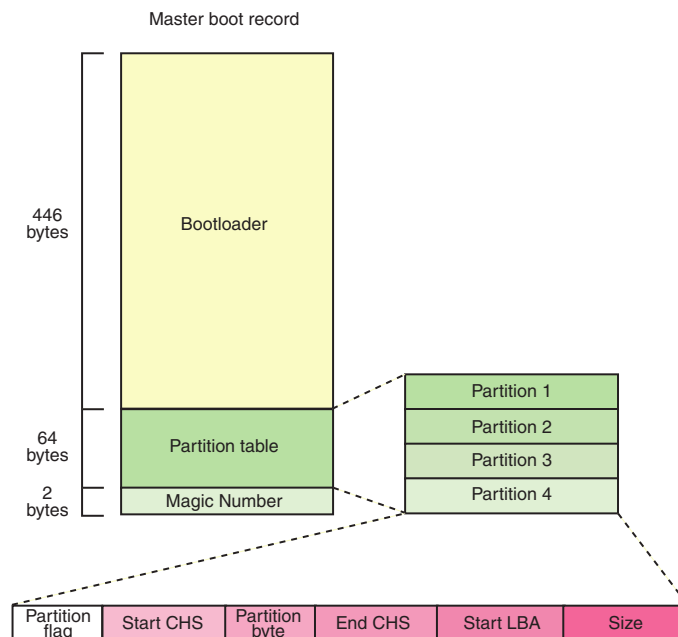 Master boot record
446
bytes
Bootloader
Partition 1
Partition 2
Partition 3
Partition 4
64
bytes
Partition table
2
bytes
Magic Number
Partition
flag
Start CHS
Partition
byte
End CHS
Start LBA
Size